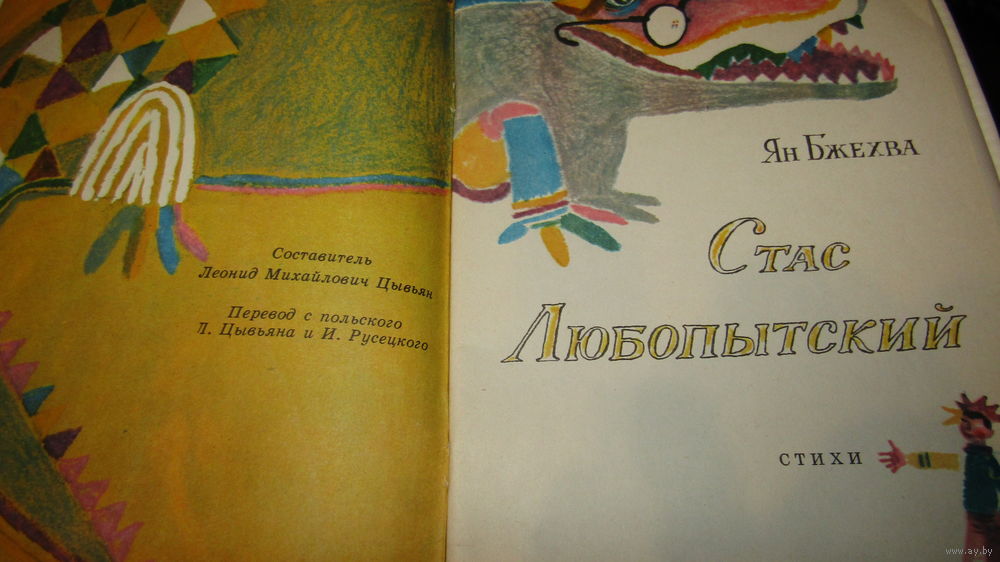 Составитель
Леонид Михайлович Цывьян
Перевод с польского
Л. Цывьяна и И. Русецкого
Ян Бжехва
Стас
Любопытский
стихи
www.ay.by